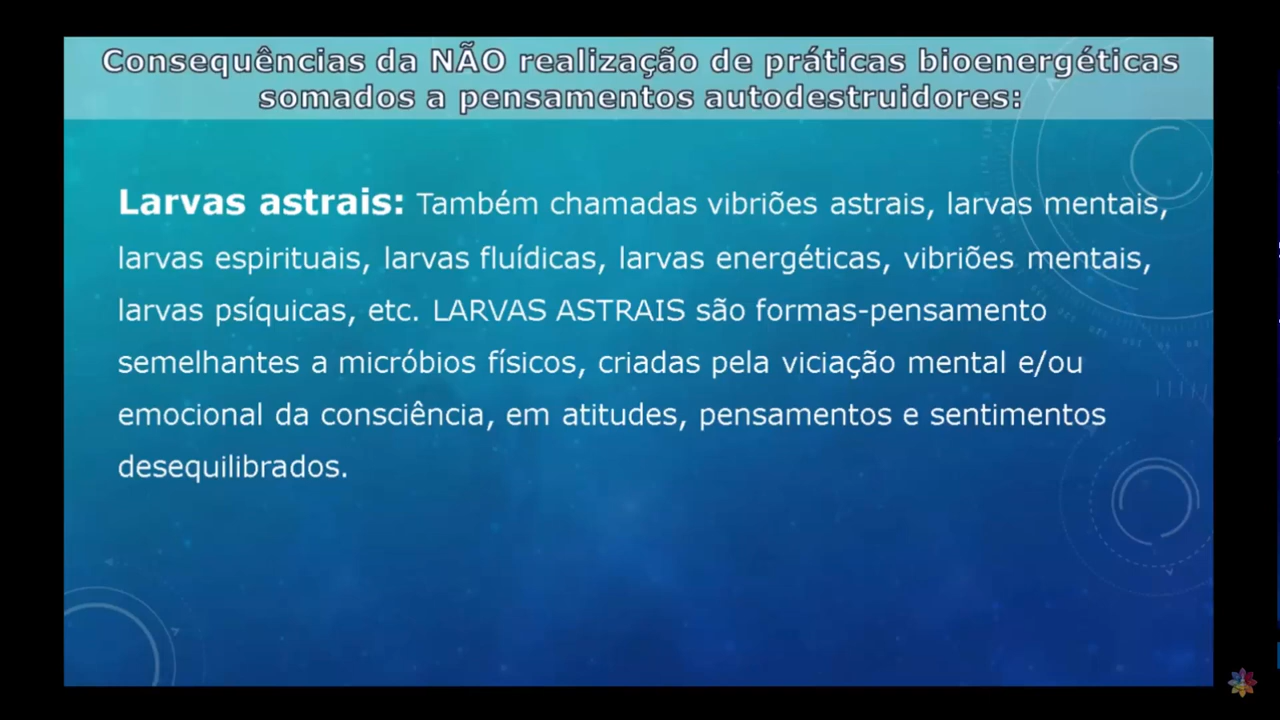 Consequências da NÃO realização de práticas bioenergéticas
somados a pensamentos autodestruidores:
Larvas astrais: Também chamadas vibriões astrais, larvas mentais,
larvas espirituais, larvas fluídicas, larvas energéticas, vibriões mentais,
larvas psíquicas, etc. LARVAS ASTRAIS são formas-pensamento
semelhantes a micróbios físicos, criadas pela viciação mental e/ou
emocional da consciência, em atitudes, pensamentos e sentimentos
desequilibrados.